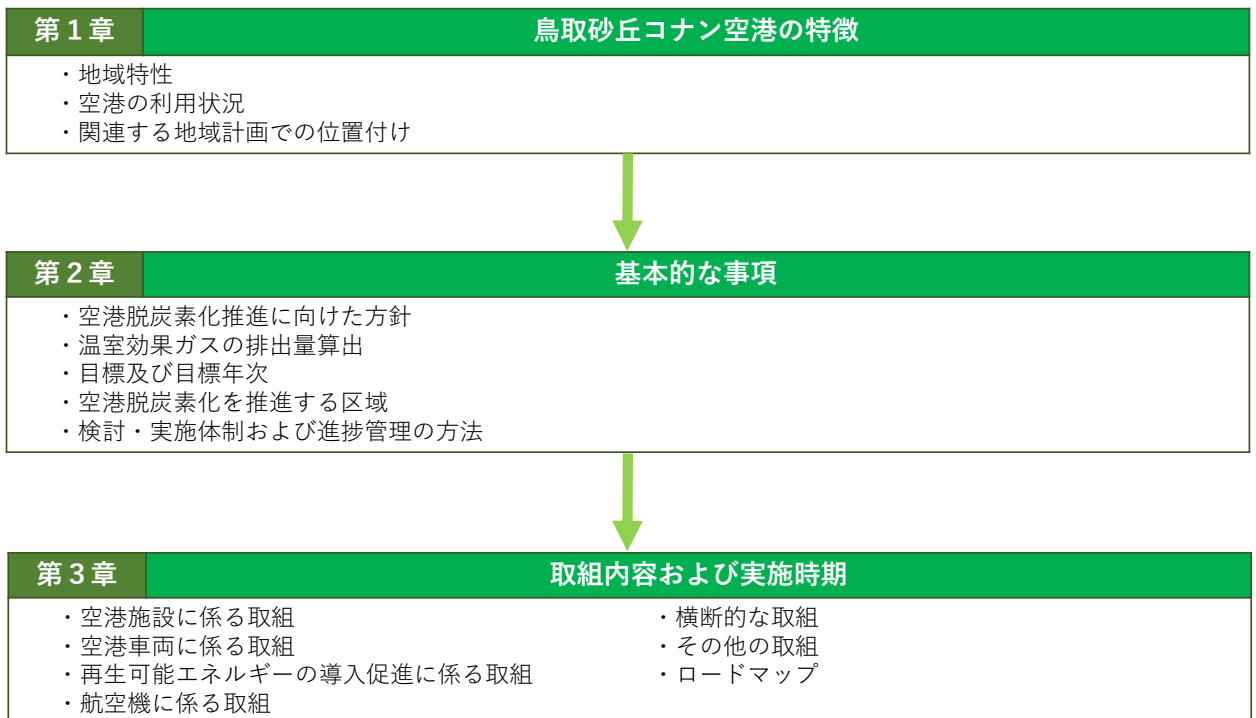 第1章 鳥取砂丘コナン空港の特徴
・地域特性
・空港の利用状況
・関連する地域計画での位置付け
第2章 基本的な事項
・空港脱炭素化推進に向けた方針
・温室効果ガスの排出量算出
・目標及び目標年次
・空港脱炭素化を推進する区域
・検討・実施体制および進捗管理の方法
第3章 取組内容および実施時期
・空港施設に係る取組
・空港車両に係る取組
・再生可能エネルギーの導入促進に係る取組
・航空機に係る取組
・横断的な取組
・その他の取組
・ロードマップ